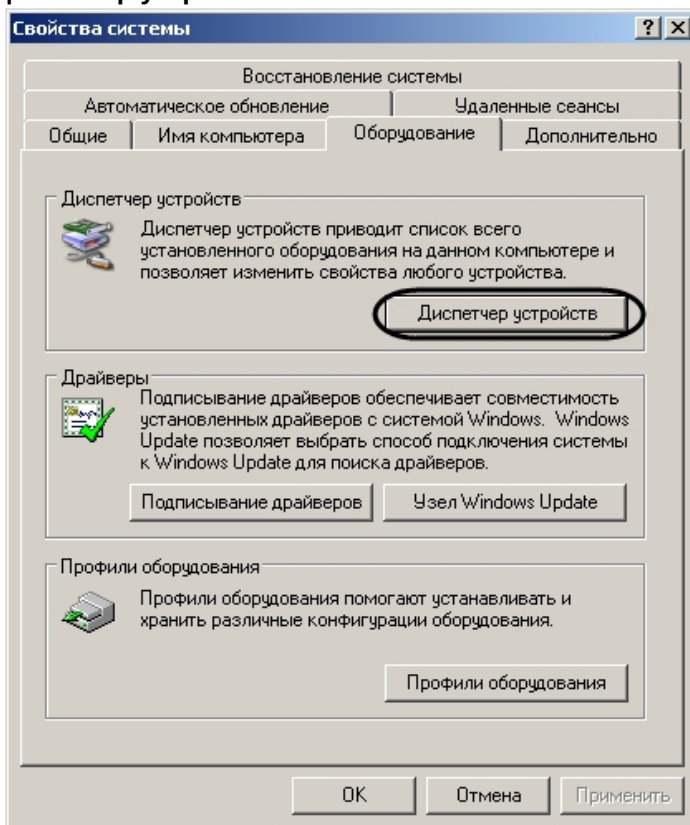 Свойства системы
Восстановление системы
Автоматическое обновление
Удаленные сеансы
Общие
Имя компьютера
Оборудование
Дополнительно
Диспетчер устройств
Диспетчер устройств приводит список всего
установленного оборудования на данном компьютере и
позволяет изменить свойства любого устройства.
Диспетчер устройств
Драйверы
Подписывание драйверов обеспечивает совместимость
установленных драйверов с системой Windows. Windows
Update позволяет выбрать способ подключения системы
к Windows Update для поиска драйверов.
Подписывание драйверов
Узел Windows Update
Профили оборудования
Профили оборудования помогают устанавливать и
хранить различные конфигурации оборудования.
Профили оборудования
OK
Отмена
Применить